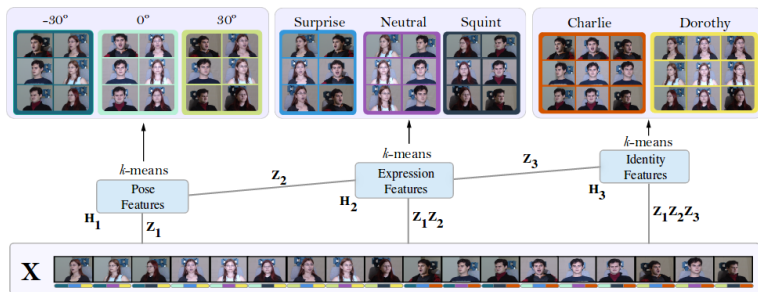 -30° 0° 30° Surprise Neutral Squint Charlie Dorothy
k-means k-means k-means
Pose Features
Expression Features
Identity Features
Z₂ Z₃
H₁ H₂ H₃
Z₁ Z₁Z₂ Z₁Z₂Z₃
X